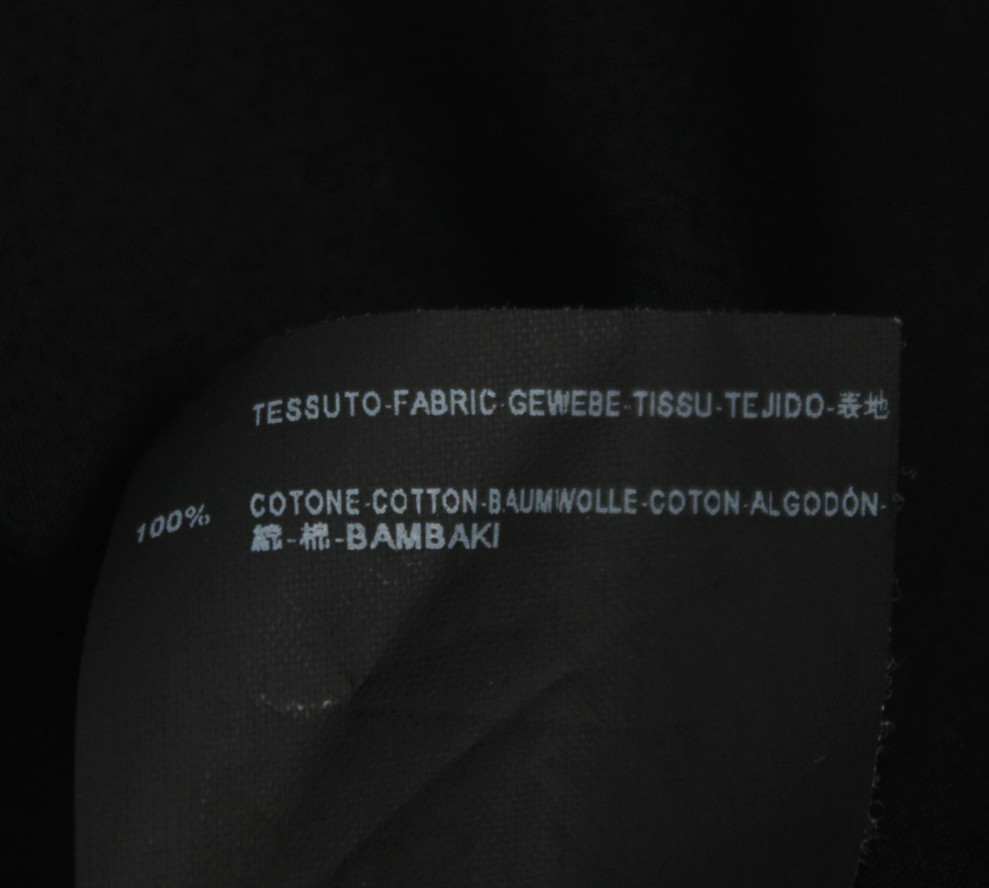 TESSUTO-FABRIC-GEWEBE-TISSU-TEJIDO-表地
100% COTONE-COTTON-BAUMWOLLE-COTON-ALGODÓN-
綿-棉-BAMBAKI